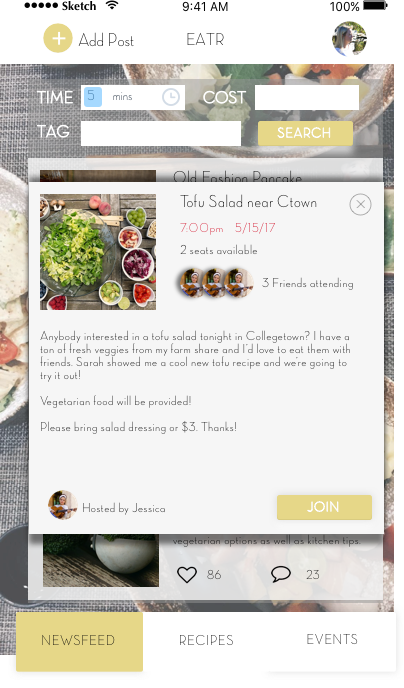 Sketch 9:41 AM 100%
Add Post EATR
TIME 5 mins COST
TAG SEARCH
Old Fashion Pancake
Tofu Salad near Ctown
7:00pm 5/15/17
2 seats available
3 Friends attending
Anybody interested in a tofu salad tonight in Collegetown? I have a
ton of fresh veggies from my farm share and I'd love to eat them with
friends. Sarah showed me a cool new tofu recipe and we're going to
try it out!
Vegetarian food will be provided!
Please bring salad dressing or $3. Thanks!
Hosted by Jessica JOIN
vegetarian options as well as kitchen tips.
86 23
NEWSFEED RECIPES EVENTS